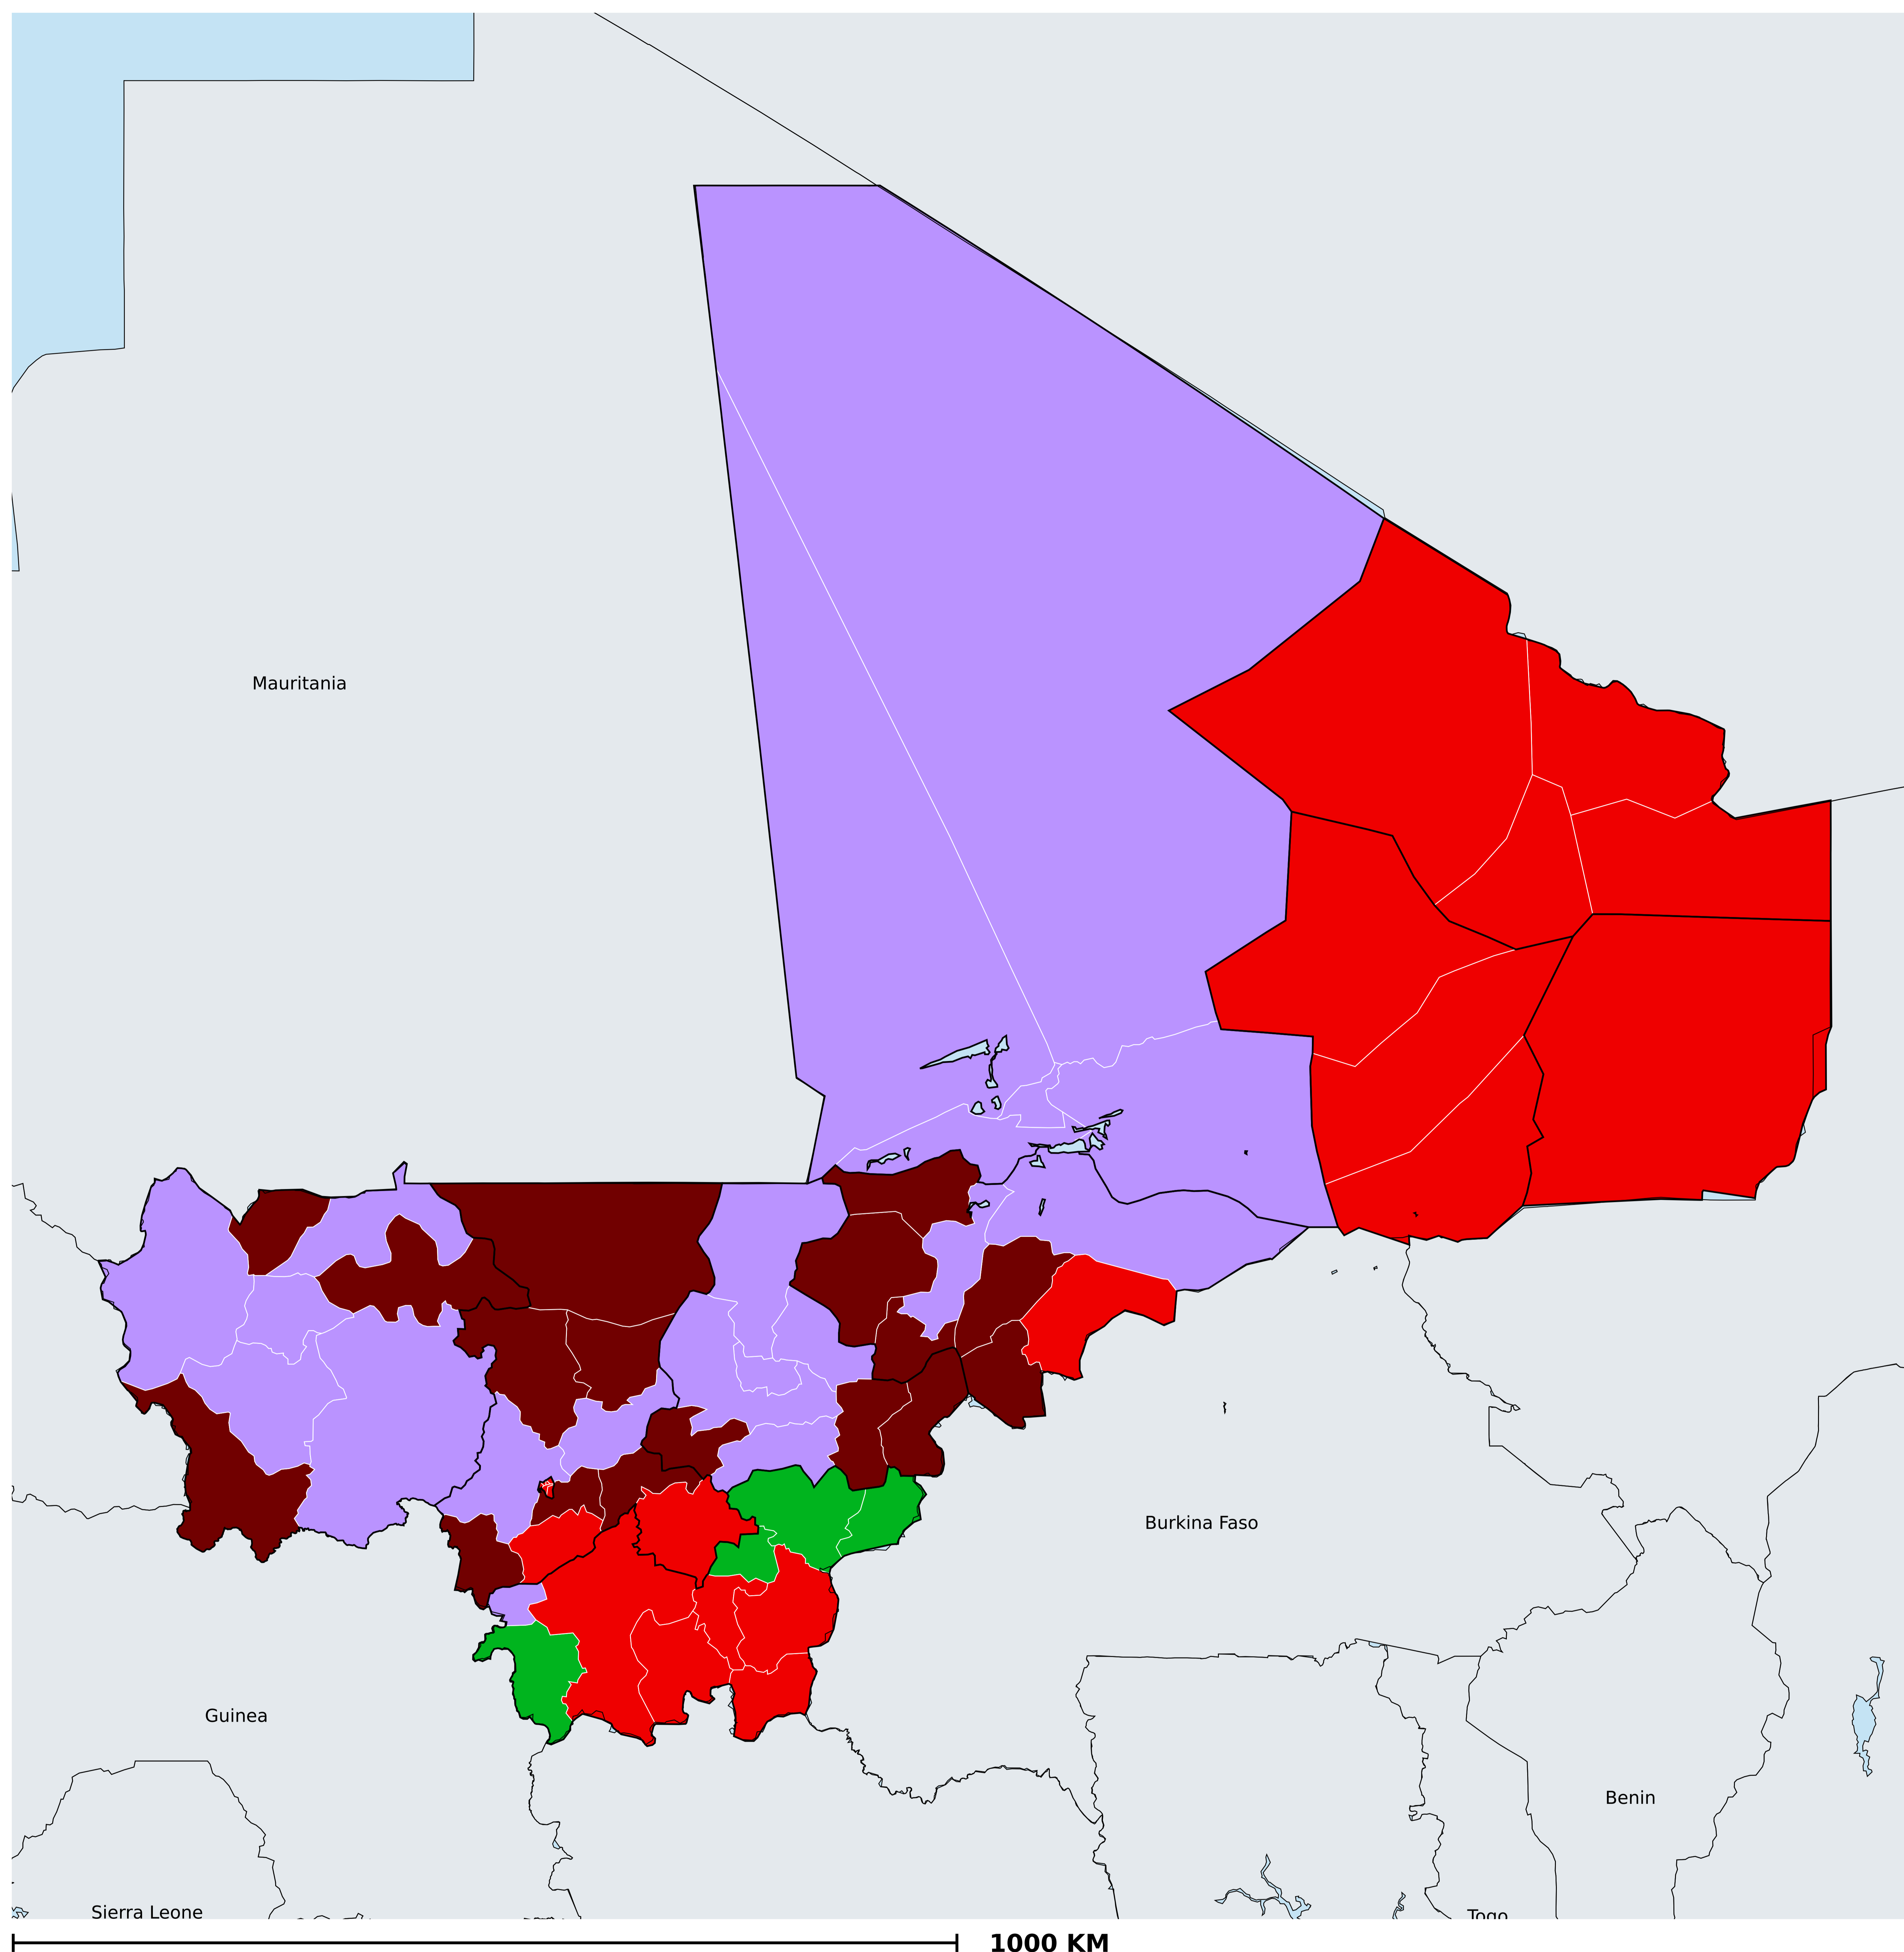 Mauritania
Burkina Faso
Guinea
Benin
Sierra Leone
Togo
1000 KM